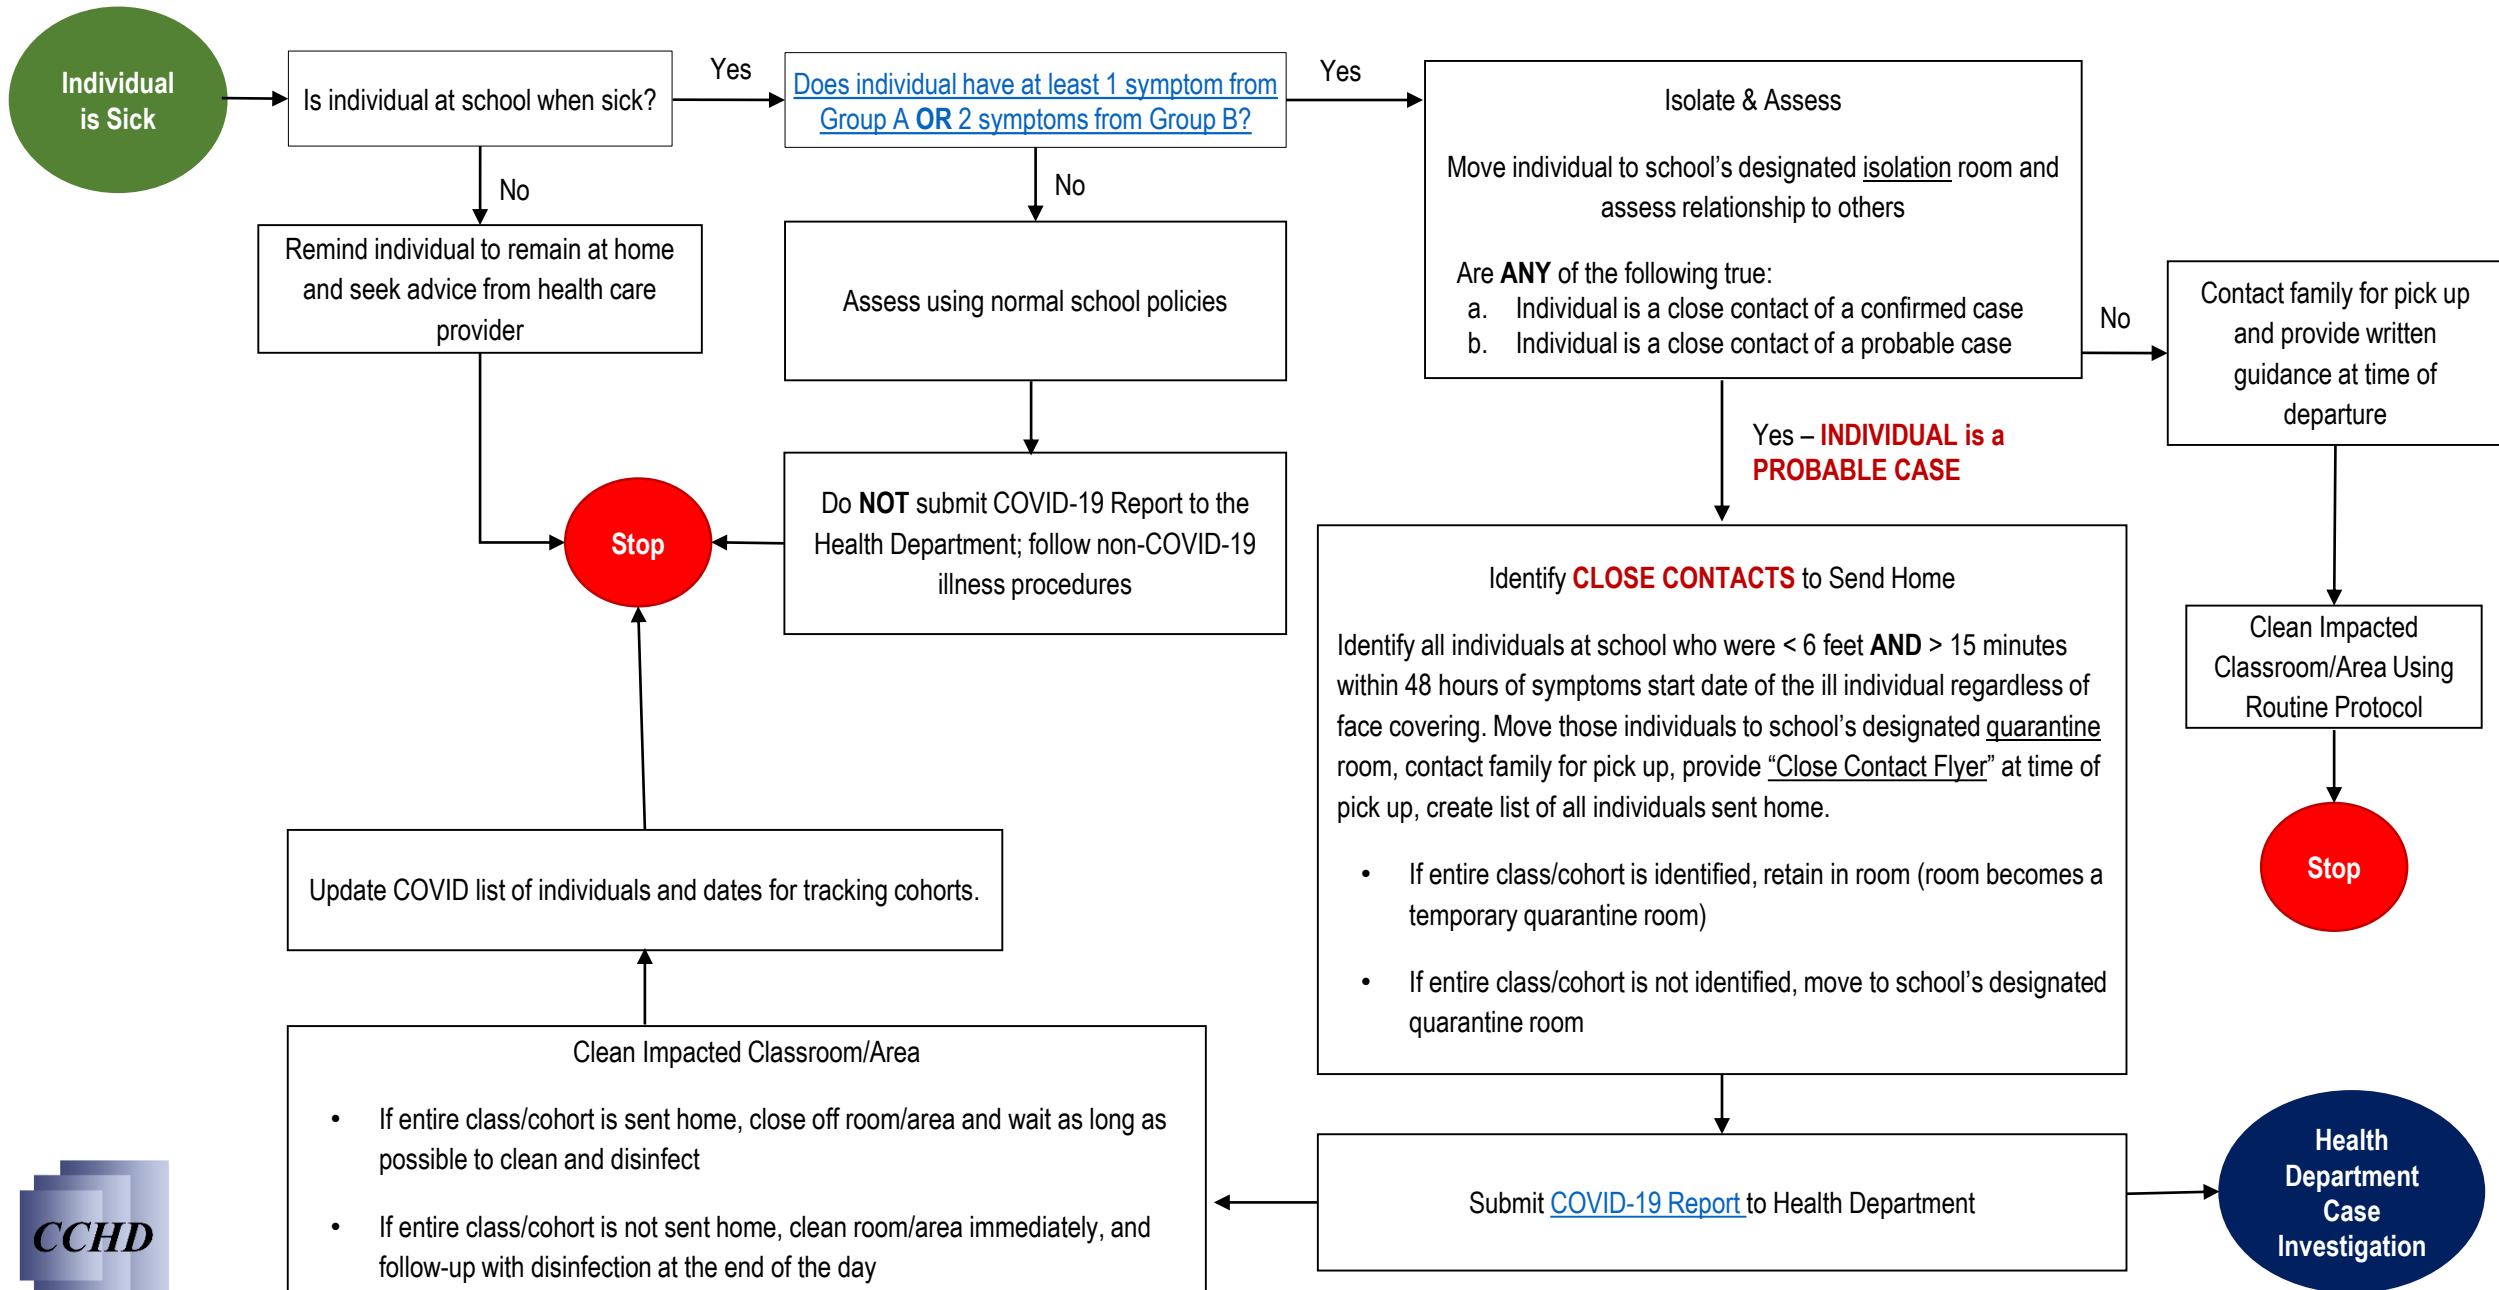 Individual
is Sick
Is individual at school when sick?
Yes
Does individual have at least 1 symptom from
Group A OR 2 symptoms from Group B?
Yes
No
Remind individual to remain at home
and seek advice from health care
provider
No
Assess using normal school policies
Do NOT submit COVID-19 Report to the
Health Department; follow non-COVID-19
illness procedures
Stop
Isolate & Assess
Move individual to school’s designated isolation room and
assess relationship to others
Are ANY of the following true:
a. Individual is a close contact of a confirmed case
b. Individual is a close contact of a probable case
No
Contact family for pick up
and provide written
guidance at time of
departure
Clean Impacted
Classroom/Area Using
Routine Protocol
Stop
Yes – INDIVIDUAL is a
PROBABLE CASE
Identify CLOSE CONTACTS to Send Home
Identify all individuals at school who were < 6 feet AND > 15 minutes
within 48 hours of symptoms start date of the ill individual regardless of
face covering. Move those individuals to school’s designated quarantine
room, contact family for pick up, provide “Close Contact Flyer” at time of
pick up, create list of all individuals sent home.
• If entire class/cohort is identified, retain in room (room becomes a
temporary quarantine room)
• If entire class/cohort is not identified, move to school’s designated
quarantine room
Submit COVID-19 Report to Health Department
Health
Department
Case
Investigation
Clean Impacted Classroom/Area
• If entire class/cohort is sent home, close off room/area and wait as long as
possible to clean and disinfect
• If entire class/cohort is not sent home, clean room/area immediately, and
follow-up with disinfection at the end of the day
Update COVID list of individuals and dates for tracking cohorts.
CCHD